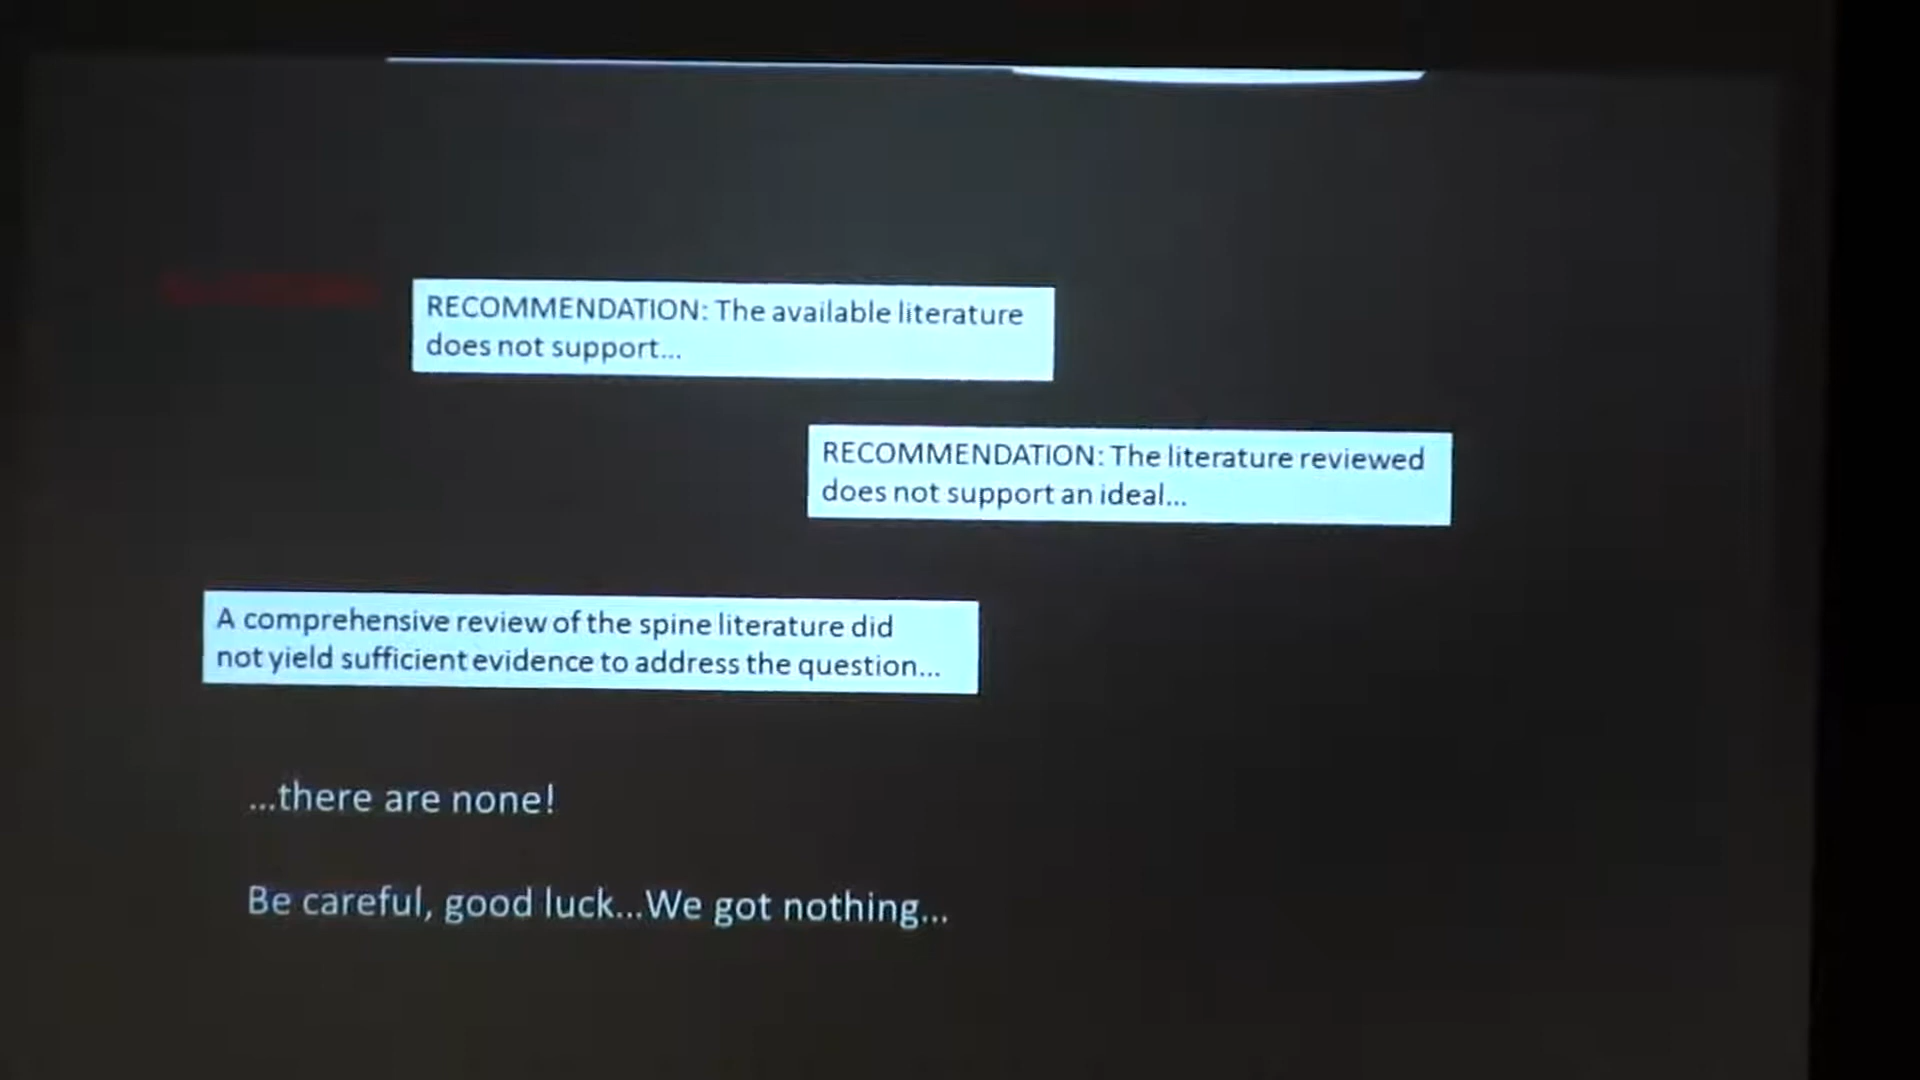 RECOMMENDATION: The available literature
does not support...
RECOMMENDATION: The literature reviewed
does not support an ideal...
A comprehensive review of the spine literature did
not yield sufficient evidence to address the question...
...there are none!
Be careful, good luck...We got nothing...